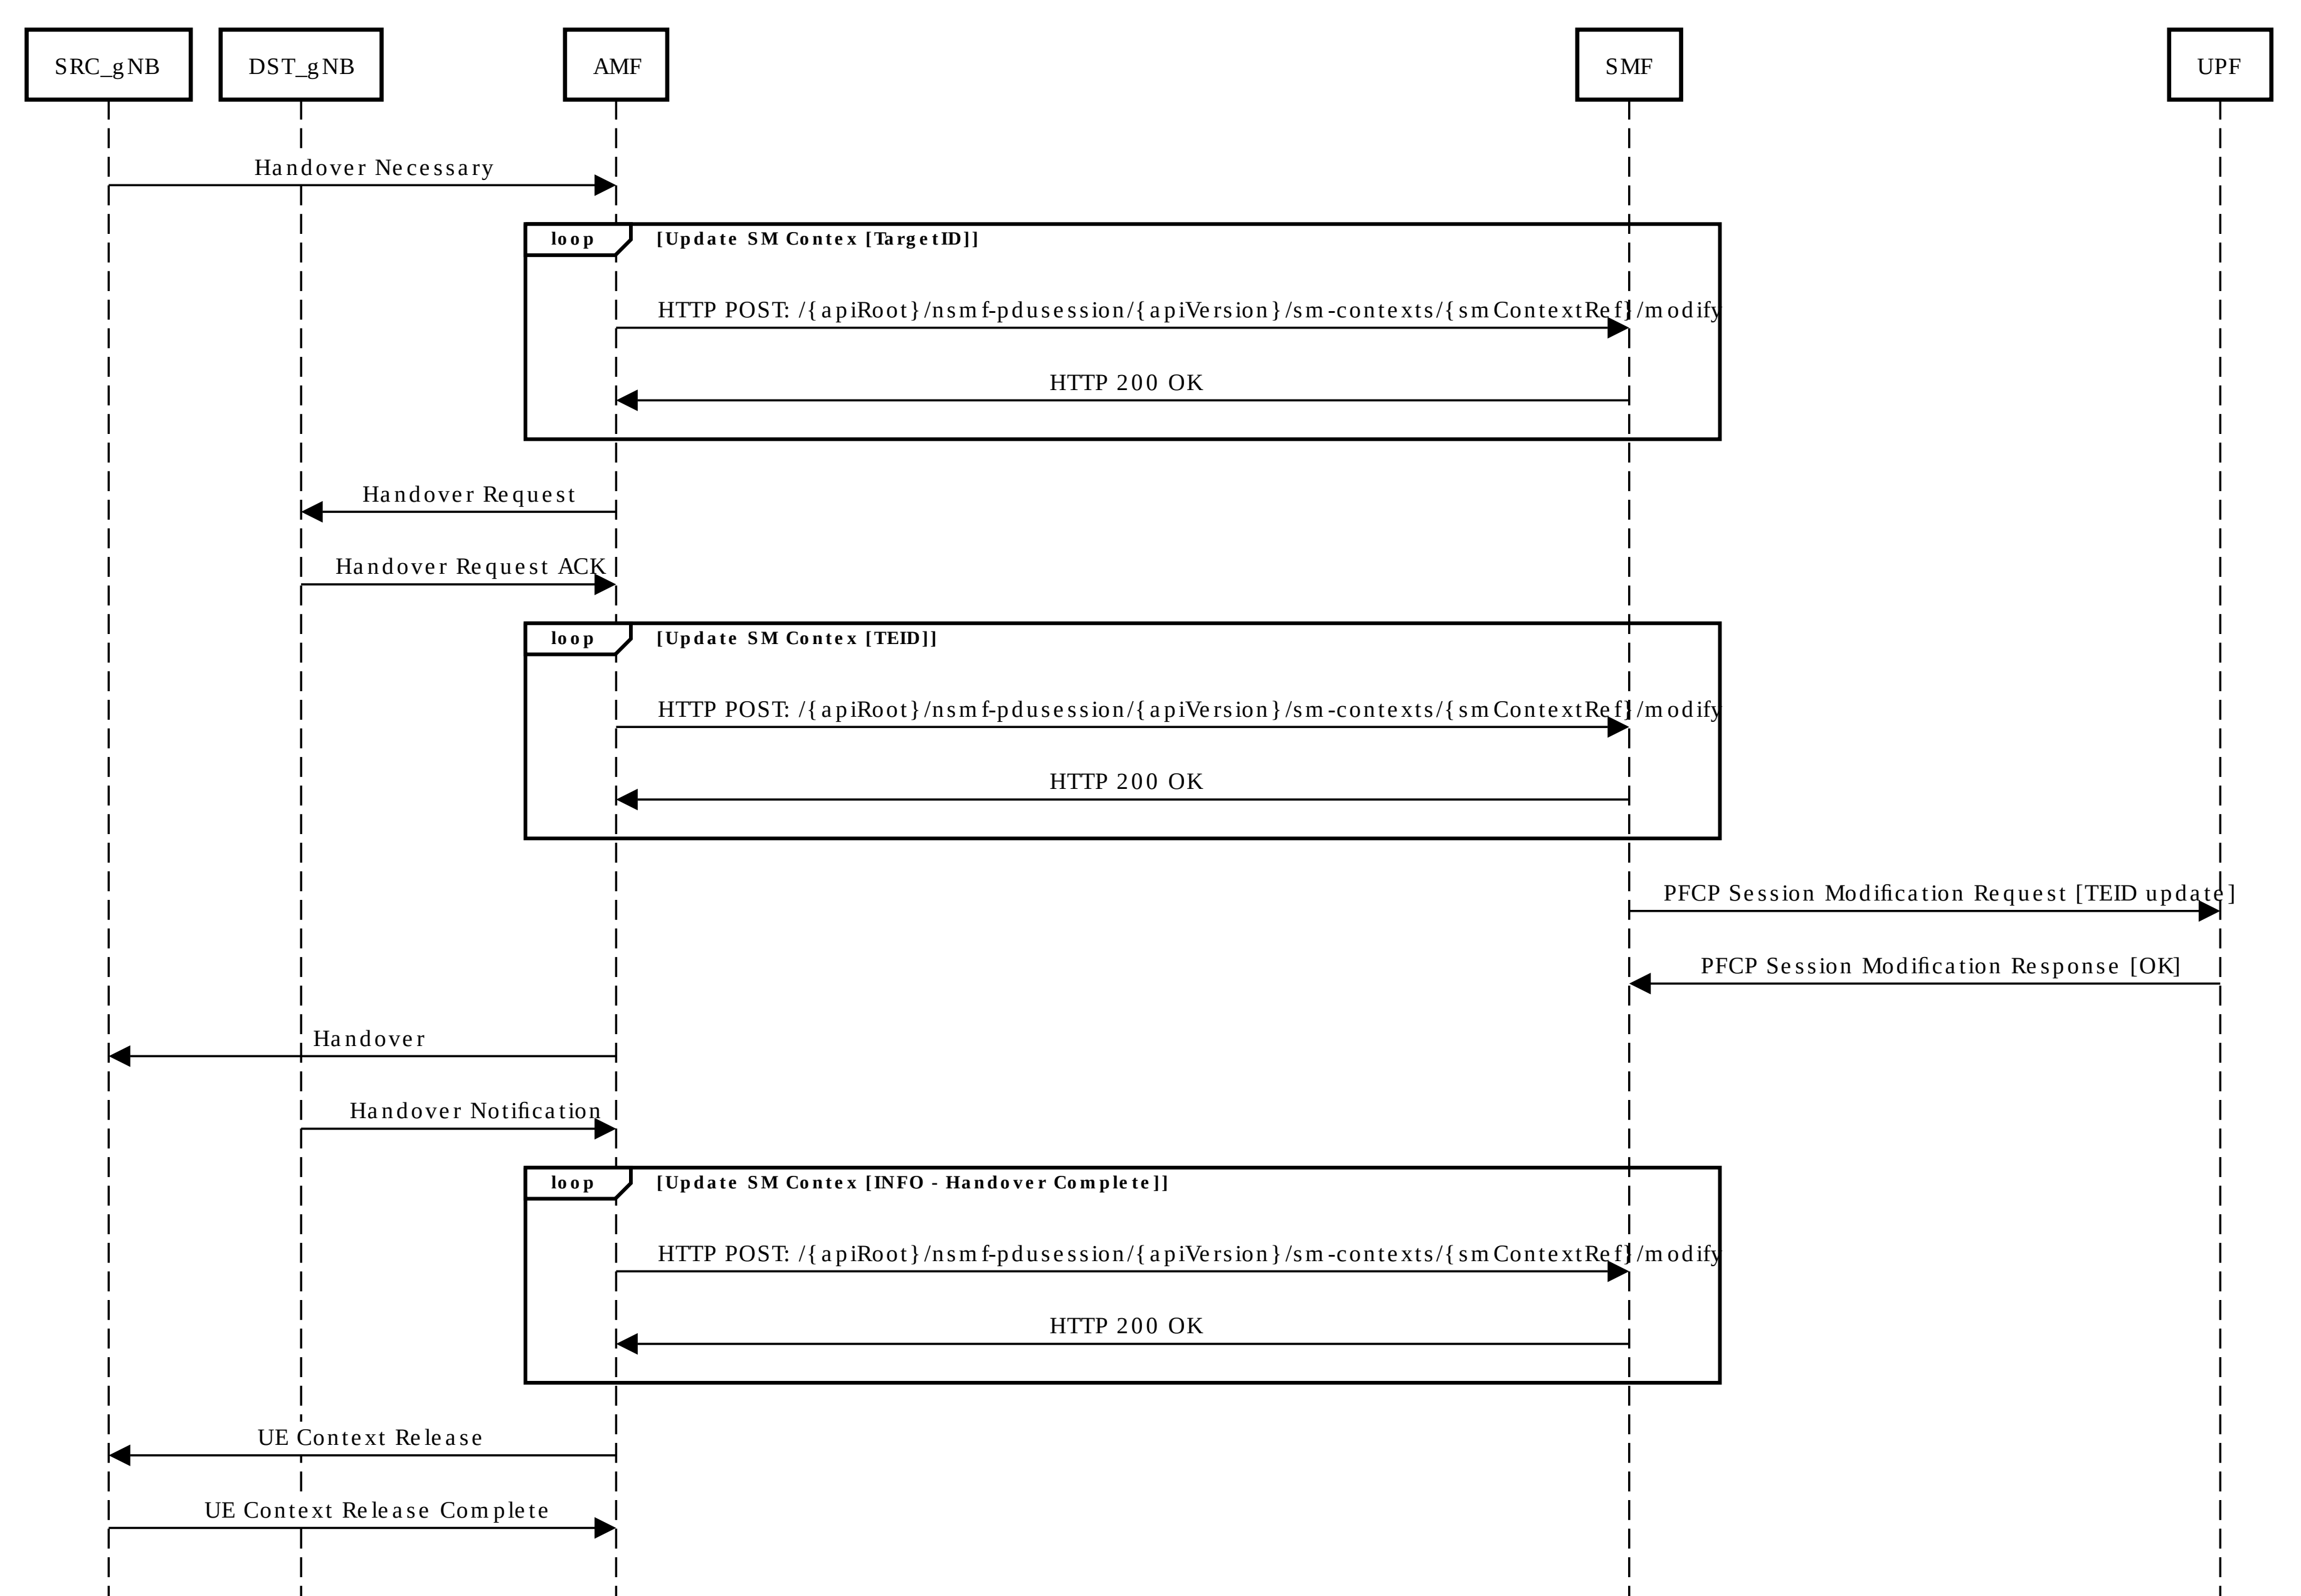 SRC_gNB
DST_gNB
AMF
SMF
UPF
Handover Necessary
loop
[Update SM Contex [TargetID]]
HTTP POST: /{apiRoot}/nsmf-pdusession/{apiVersion}/sm-contexts/{smContextRef}/modify
HTTP 200 OK
Handover Request
Handover Request ACK
loop
[Update SM Contex [TEID]]
HTTP POST: /{apiRoot}/nsmf-pdusession/{apiVersion}/sm-contexts/{smContextRef}/modify
HTTP 200 OK
PFCP Session Modification Request [TEID update]
PFCP Session Modification Response [OK]
Handover
Handover Notification
loop
[Update SM Contex [INFO - Handover Complete]]
HTTP POST: /{apiRoot}/nsmf-pdusession/{apiVersion}/sm-contexts/{smContextRef}/modify
HTTP 200 OK
UE Context Release
UE Context Release Complete